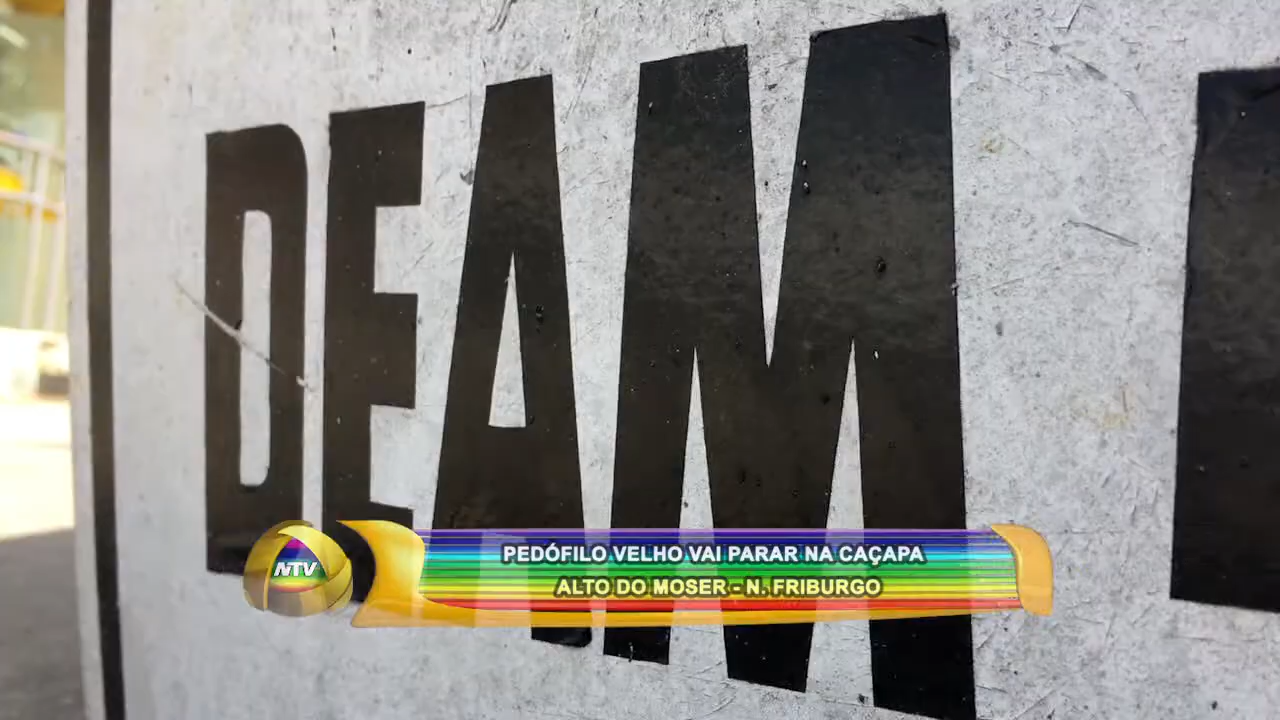 DEAM
NTV
PEDÓFILO VELHO VAI PARAR NA CAÇAPA
ALTO DO MOSER - N. FRIBURGO